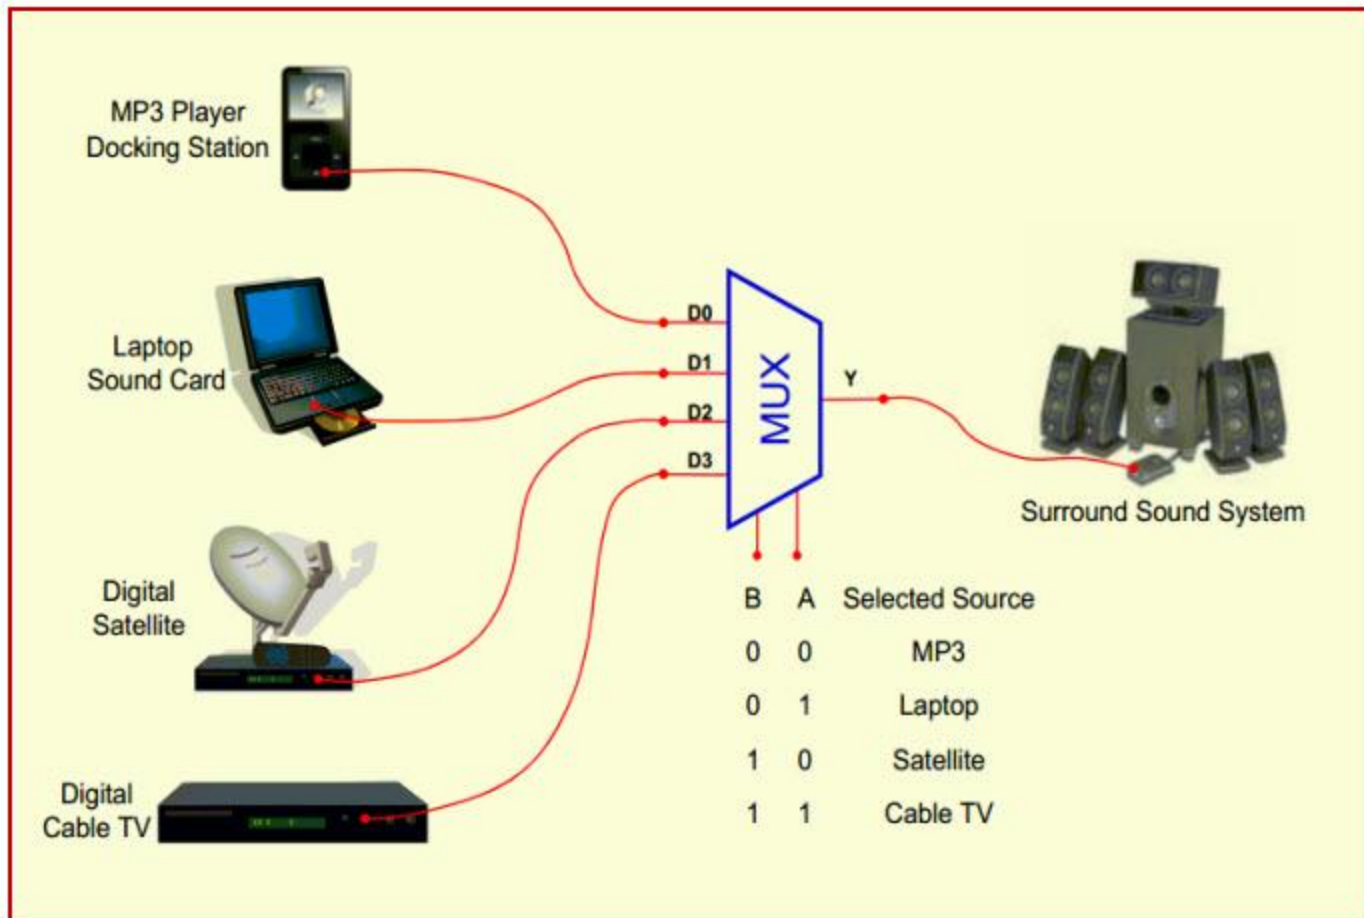 MP3 Player
Docking Station
Laptop
Sound Card
Digital
Satellite
Digital
Cable TV
D0
D1
D2
D3
MUX
Y
Surround Sound System
B A Selected Source
0 0 MP3
0 1 Laptop
1 0 Satellite
1 1 Cable TV